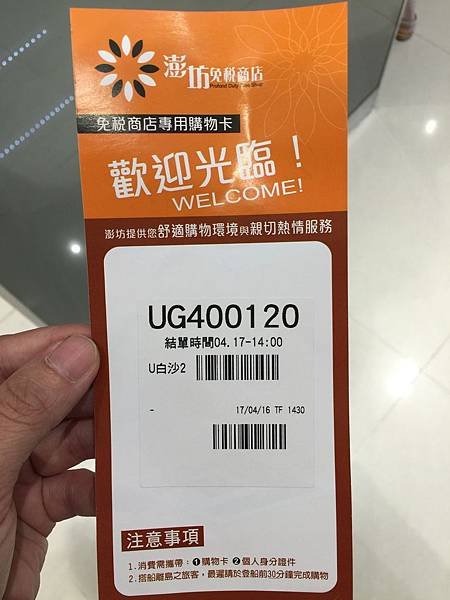 澎坊免税商店
Profond Duty Free Shop
免税商店專用購物卡
歡迎光臨！
WELCOME!
澎坊提供您舒適購物環境與親切熱情服務
UG400120
結單時間04.17-14:00
U白沙2
- 17/04/16 TF 1430
注意事項
1.消費需攜帶：❶購物卡 ❷個人身分證件
2.搭船離島之旅客，最遲請於登船前30分鐘完成購物